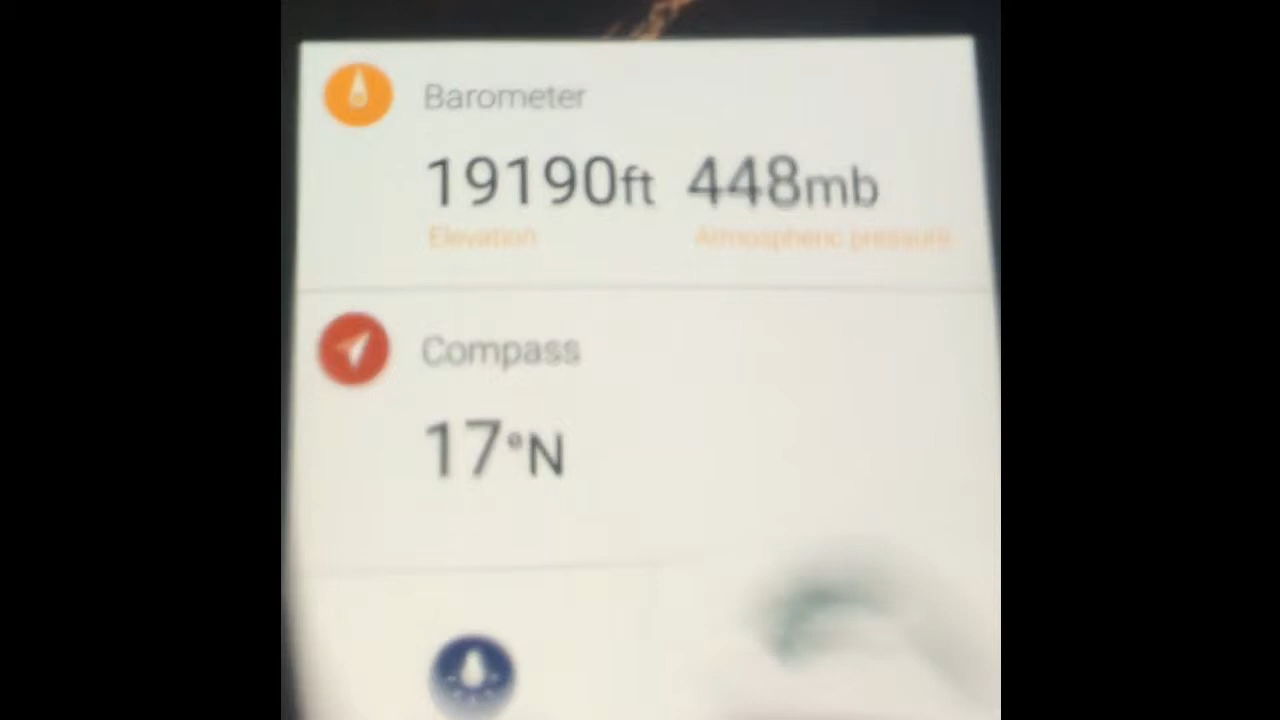 Barometer
19190ft 448mb
Elevation Atmospheric pressure
Compass
17°N